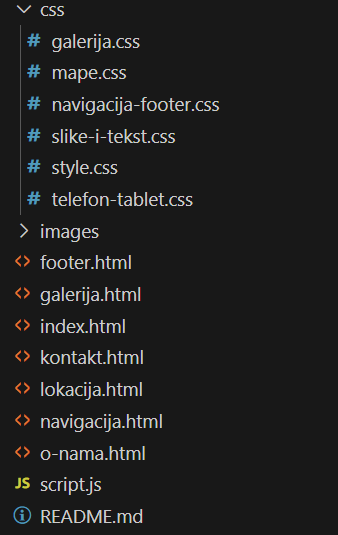 css
galerija.css
mape.css
navigacija-footer.css
slike-i-tekst.css
style.css
telefon-tablet.css
images
footer.html
galerija.html
index.html
kontakt.html
lokacija.html
navigacija.html
o-nama.html
JS script.js
README.md